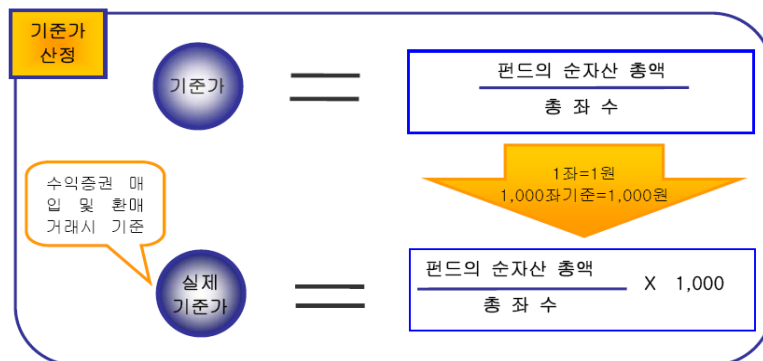 기준가
산정
기준가
펀드의 순자산 총액
총 좌 수
1좌=1원
1,000좌기준=1,000원
수익증권 매
입 및 환매
거래시 기준
실제
기준가
펀드의 순자산 총액
총 좌 수
X 1,000